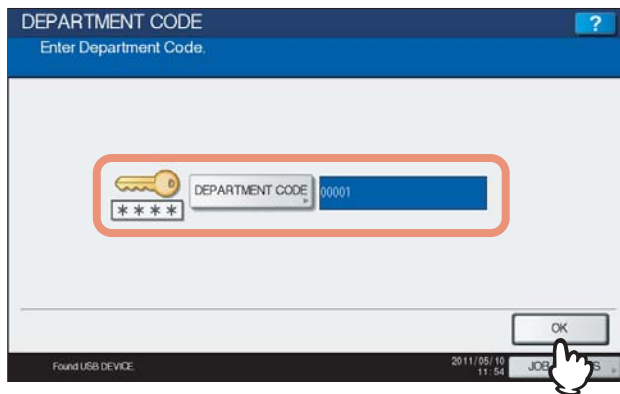 DEPARTMENT CODE
?
Enter Department Code.
* * * *
DEPARTMENT CODE
00001
OK
Found USB DEVICE
2011/05/10
11:54
JOB
S